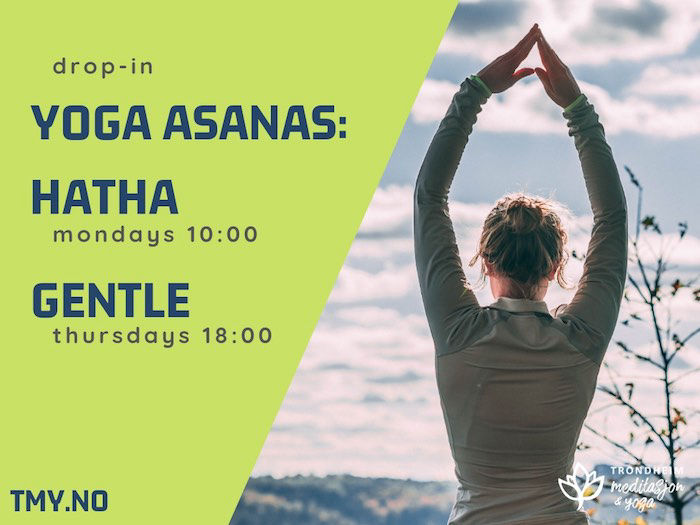 drop-in
YOGA ASANAS:
HATHA
mondays 10:00
GENTLE
thursdays 18:00
TMY.NO
TRONDHEIM
meditasjon
& yoga